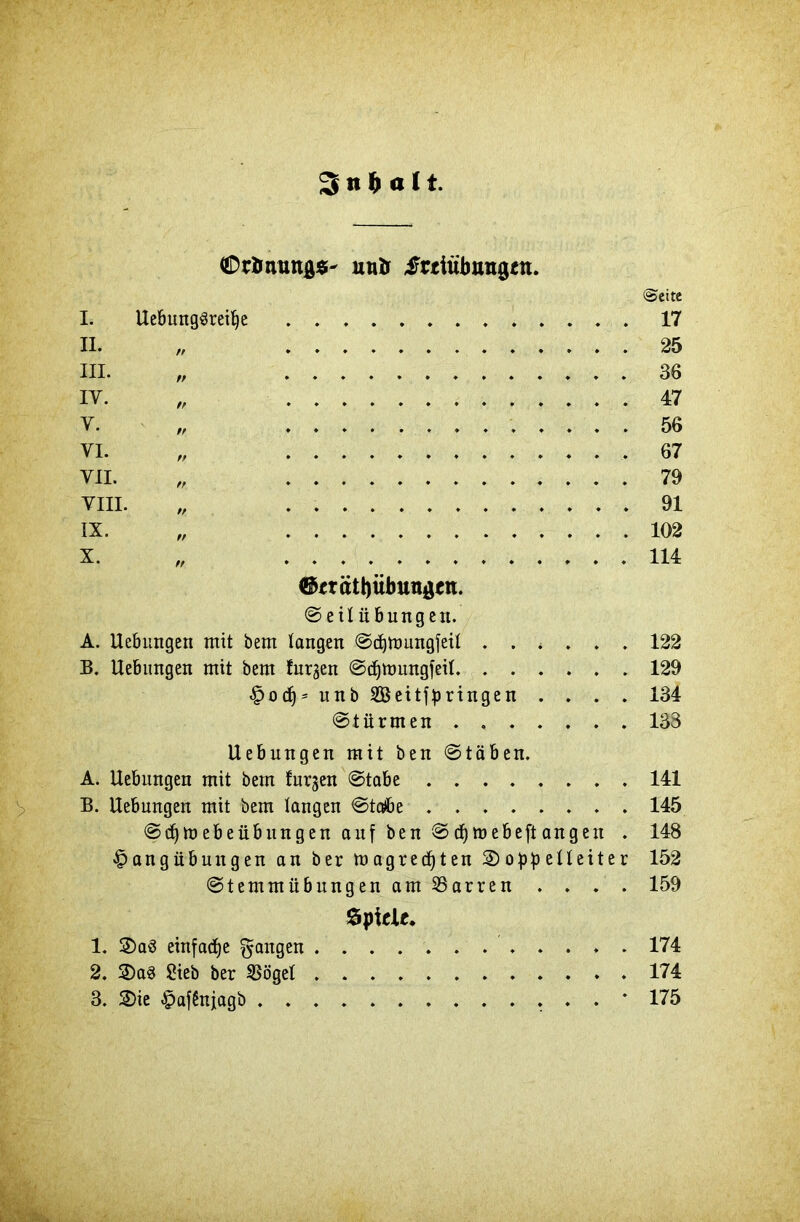 Inhalt.
Ordnungs- und Freiübungen.
Seite
I. Uebungsreihe . . . . . . . . . . . . . 17
II. „ . . . . . . . . . . . . . 25
III. „ . . . . . . . . . . . . . 36
IV. „ . . . . . . . . . . . . . 47
V. „ . . . . . . . . . . . . . 56
VI. „ . . . . . . . . . . . . . 67
VII. „ . . . . . . . . . . . . . 79
VIII. „ . . . . . . . . . . . . . 91
IX. „ . . . . . . . . . . . . . 102
X. „ . . . . . . . . . . . . . 114
Geräthübungen.
Seilübungen.
A. Uebungen mit dem langen Schwungseil . . . . . . 122
B. Uebungen mit dem kurzen Schwungseil. . . . . . . 129
Hoch- und Weitspringen . . . . 134
Stürmen . . . . . . . 138
Uebungen mit den Stäben.
A. Uebungen mit dem kurzen Stabe . . . . . . . . 141
B. Uebungen mit dem langen Stabe . . . . . . . . 145
Schwebeübungen auf den Schwebestangen . 148
Hangübungen an der wagrechten Doppelleiter 152
Stemmübungen am Barren . . . . 159
Spiele.
1. Das einfache Fangen . . . . . . . . . . . . 174
2. Das Lied der Vögel . . . . . . . . . . . . 174
3. Die Hasenjagd . . . . . . . . . . . . . . 175